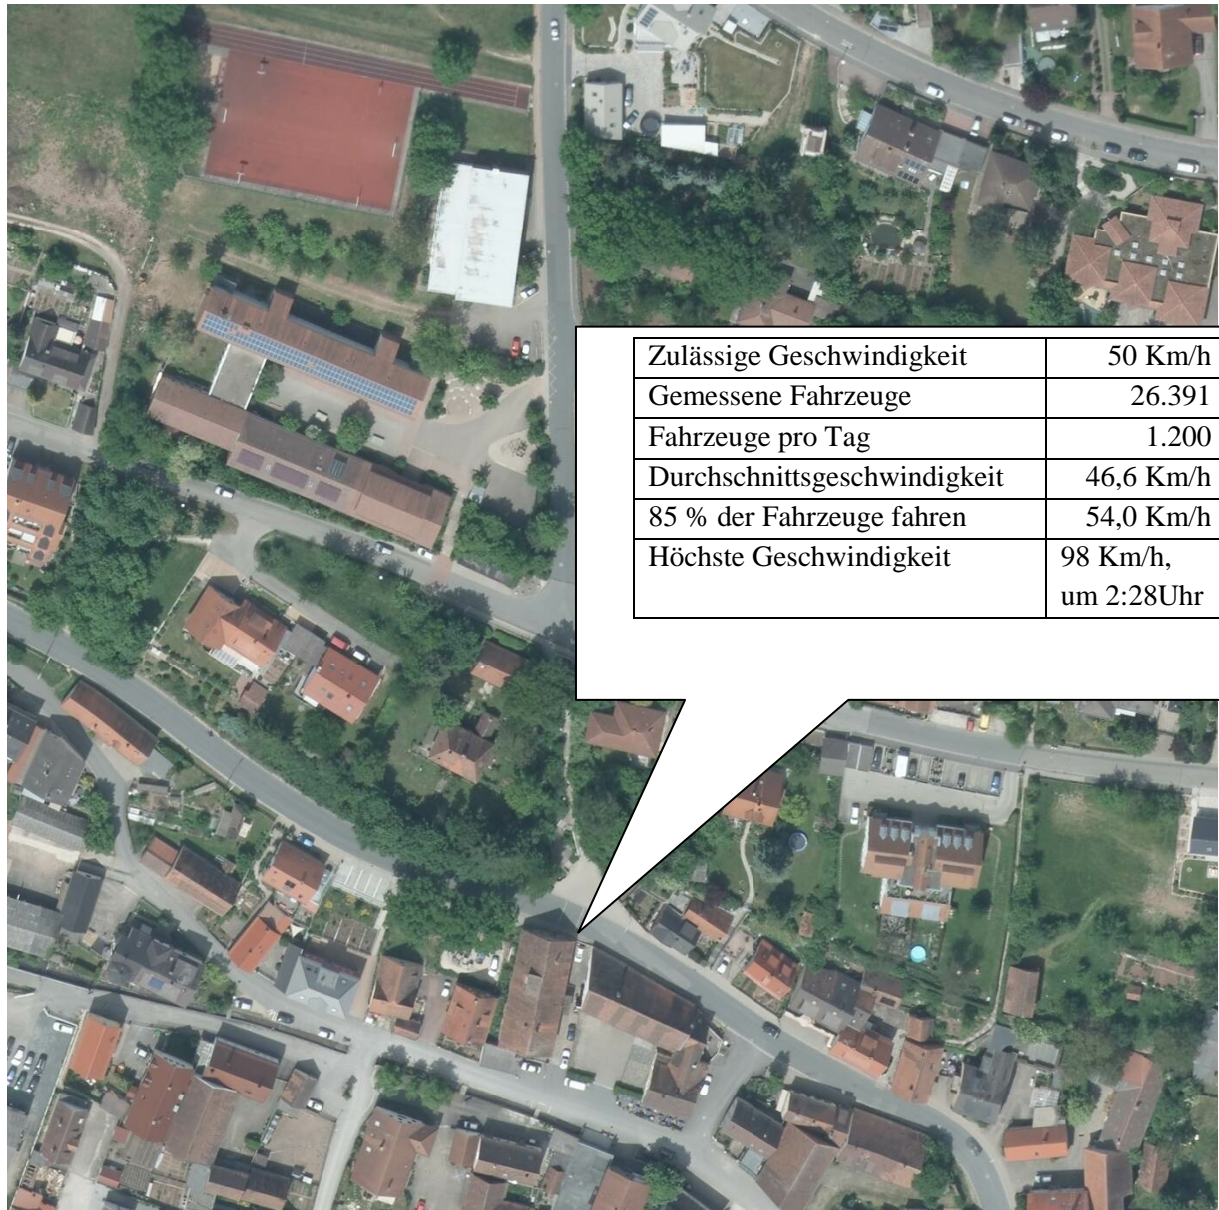 Zulässige Geschwindigkeit 50 Km/h
Gemessene Fahrzeuge 26.391
Fahrzeuge pro Tag 1.200
Durchschnittsgeschwindigkeit 46,6 Km/h
85 % der Fahrzeuge fahren 54,0 Km/h
Höchste Geschwindigkeit 98 Km/h,
um 2:28Uhr